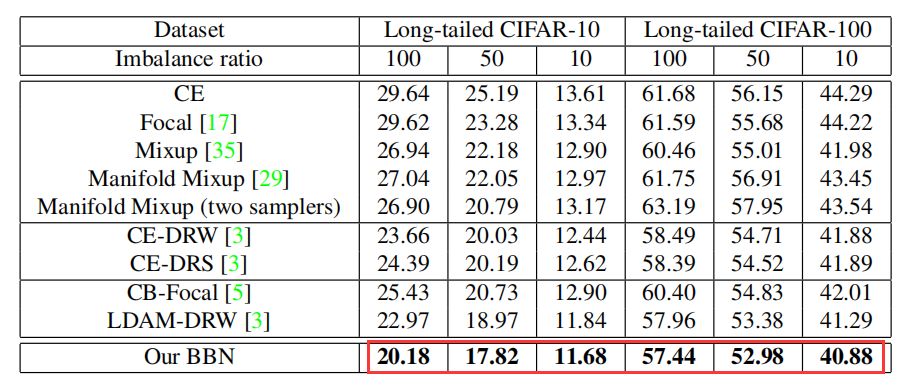 Dataset Long-tailed CIFAR-10 Long-tailed CIFAR-100
Imbalance ratio 100 50 10 100 50 10
CE 29.64 25.19 13.61 61.68 56.15 44.29
Focal [17] 29.62 23.28 13.34 61.59 55.68 44.22
Mixup [35] 26.94 22.18 12.90 60.46 55.01 41.98
Manifold Mixup [29] 27.04 22.05 12.97 61.75 56.91 43.45
Manifold Mixup (two samplers) 26.90 20.79 13.17 63.19 57.95 43.54
CE-DRW [3] 23.66 20.03 12.44 58.49 54.71 41.88
CE-DRS [3] 24.39 20.19 12.62 58.39 54.52 41.89
CB-Focal [5] 25.43 20.73 12.90 60.40 54.83 42.01
LDAM-DRW [3] 22.97 18.97 11.84 57.96 53.38 41.29
Our BBN 20.18 17.82 11.68 57.44 52.98 40.88